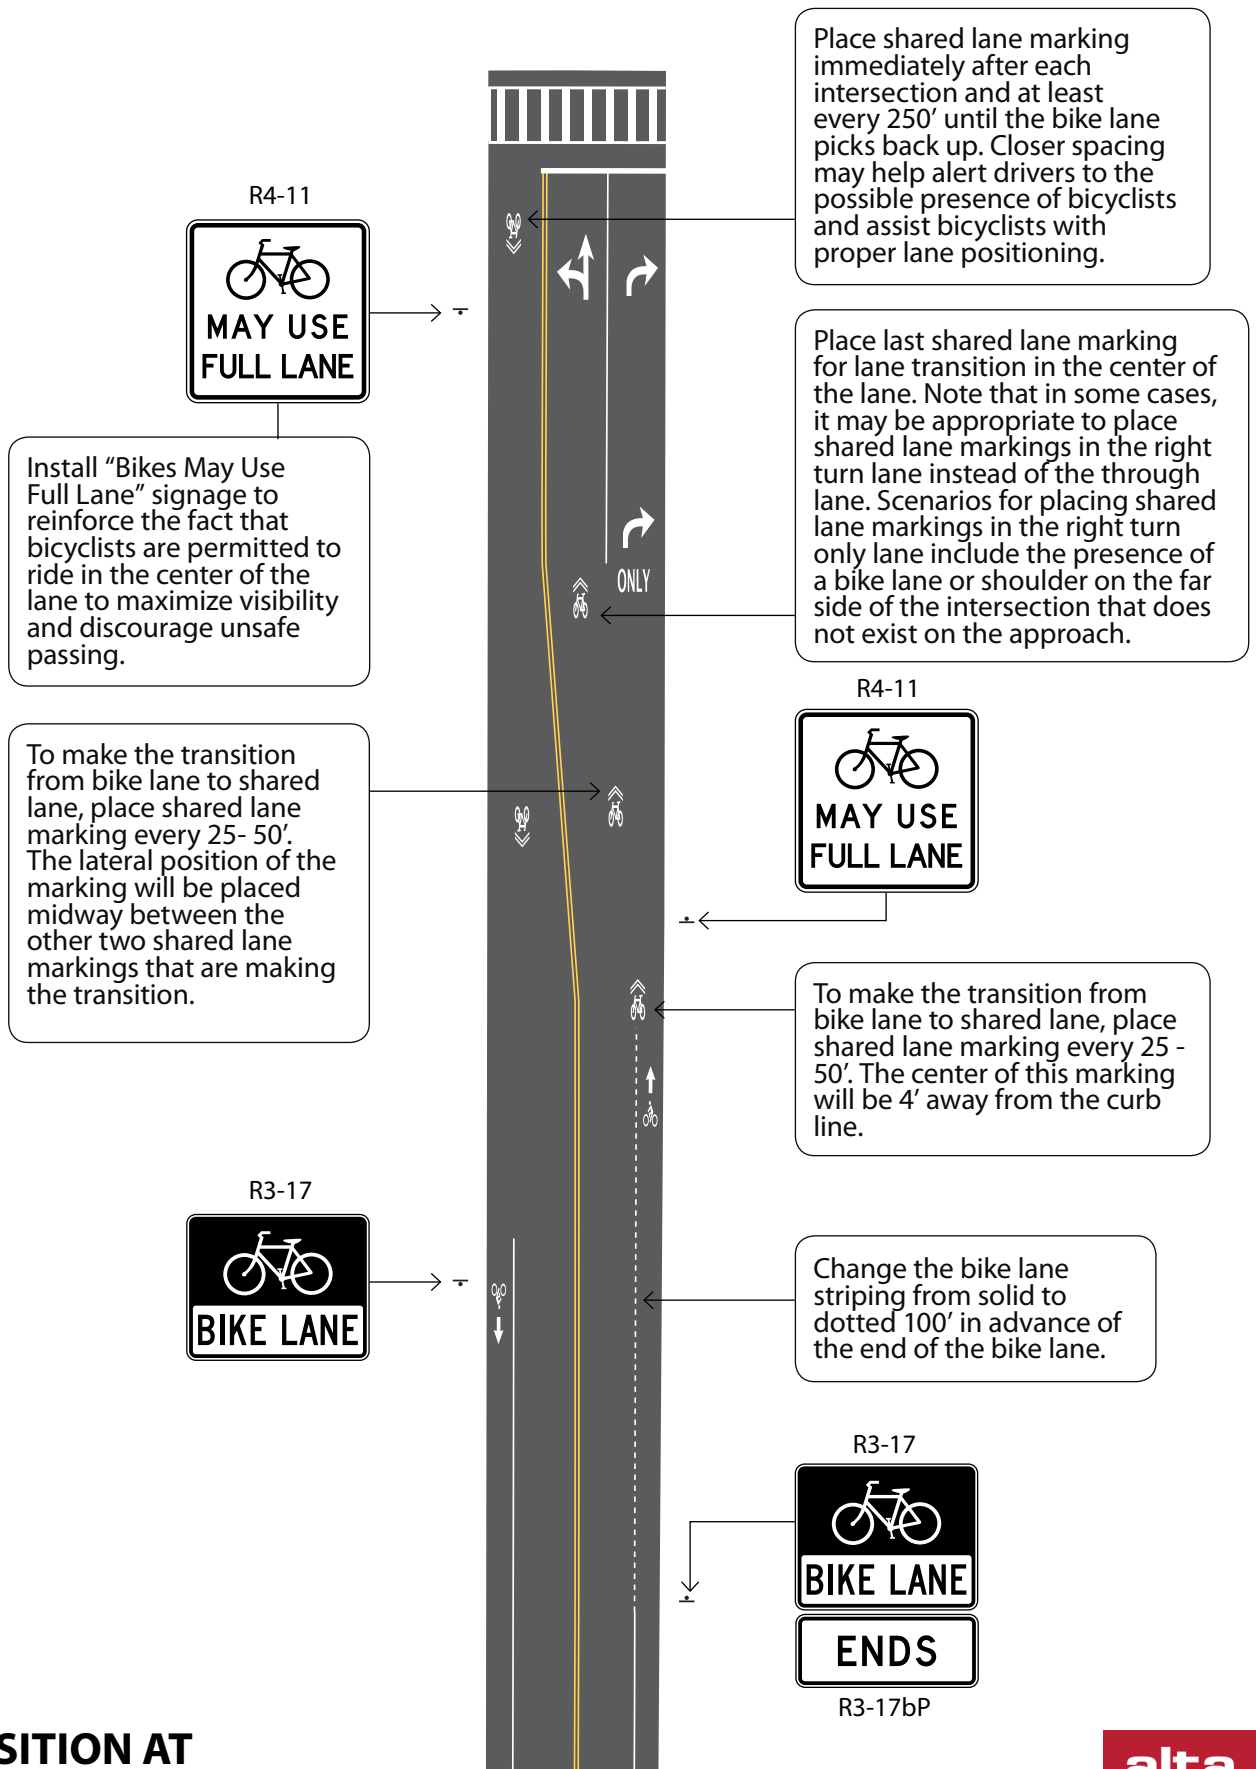 Place shared lane marking
immediately after each
intersection and at least
every 250’ until the bike lane
picks back up. Closer spacing
may help alert drivers to the
possible presence of bicyclists
and assist bicyclists with
proper lane positioning.
R4-11
MAY USE
FULL LANE
Place last shared lane marking
for lane transition in the center of
the lane. Note that in some cases,
it may be appropriate to place
shared lane markings in the right
turn lane instead of the through
lane. Scenarios for placing shared
lane markings in the right turn
only lane include the presence of
a bike lane or shoulder on the far
side of the intersection that does
not exist on the approach.
Install “Bikes May Use
Full Lane” signage to
reinforce the fact that
bicyclists are permitted to
ride in the center of the
lane to maximize visibility
and discourage unsafe
passing.
ONLY
R4-11
MAY USE
FULL LANE
To make the transition
from bike lane to shared
lane, place shared lane
marking every 25- 50’.
The lateral position of the
marking will be placed
midway between the
other two shared lane
markings that are making
the transition.
To make the transition from
bike lane to shared lane, place
shared lane marking every 25 -
50’. The center of this marking
will be 4’ away from the curb
line.
R3-17
BIKE LANE
Change the bike lane
striping from solid to
dotted 100’ in advance of
the end of the bike lane.
R3-17
BIKE LANE
ENDS
R3-17bP
SITION AT
alta